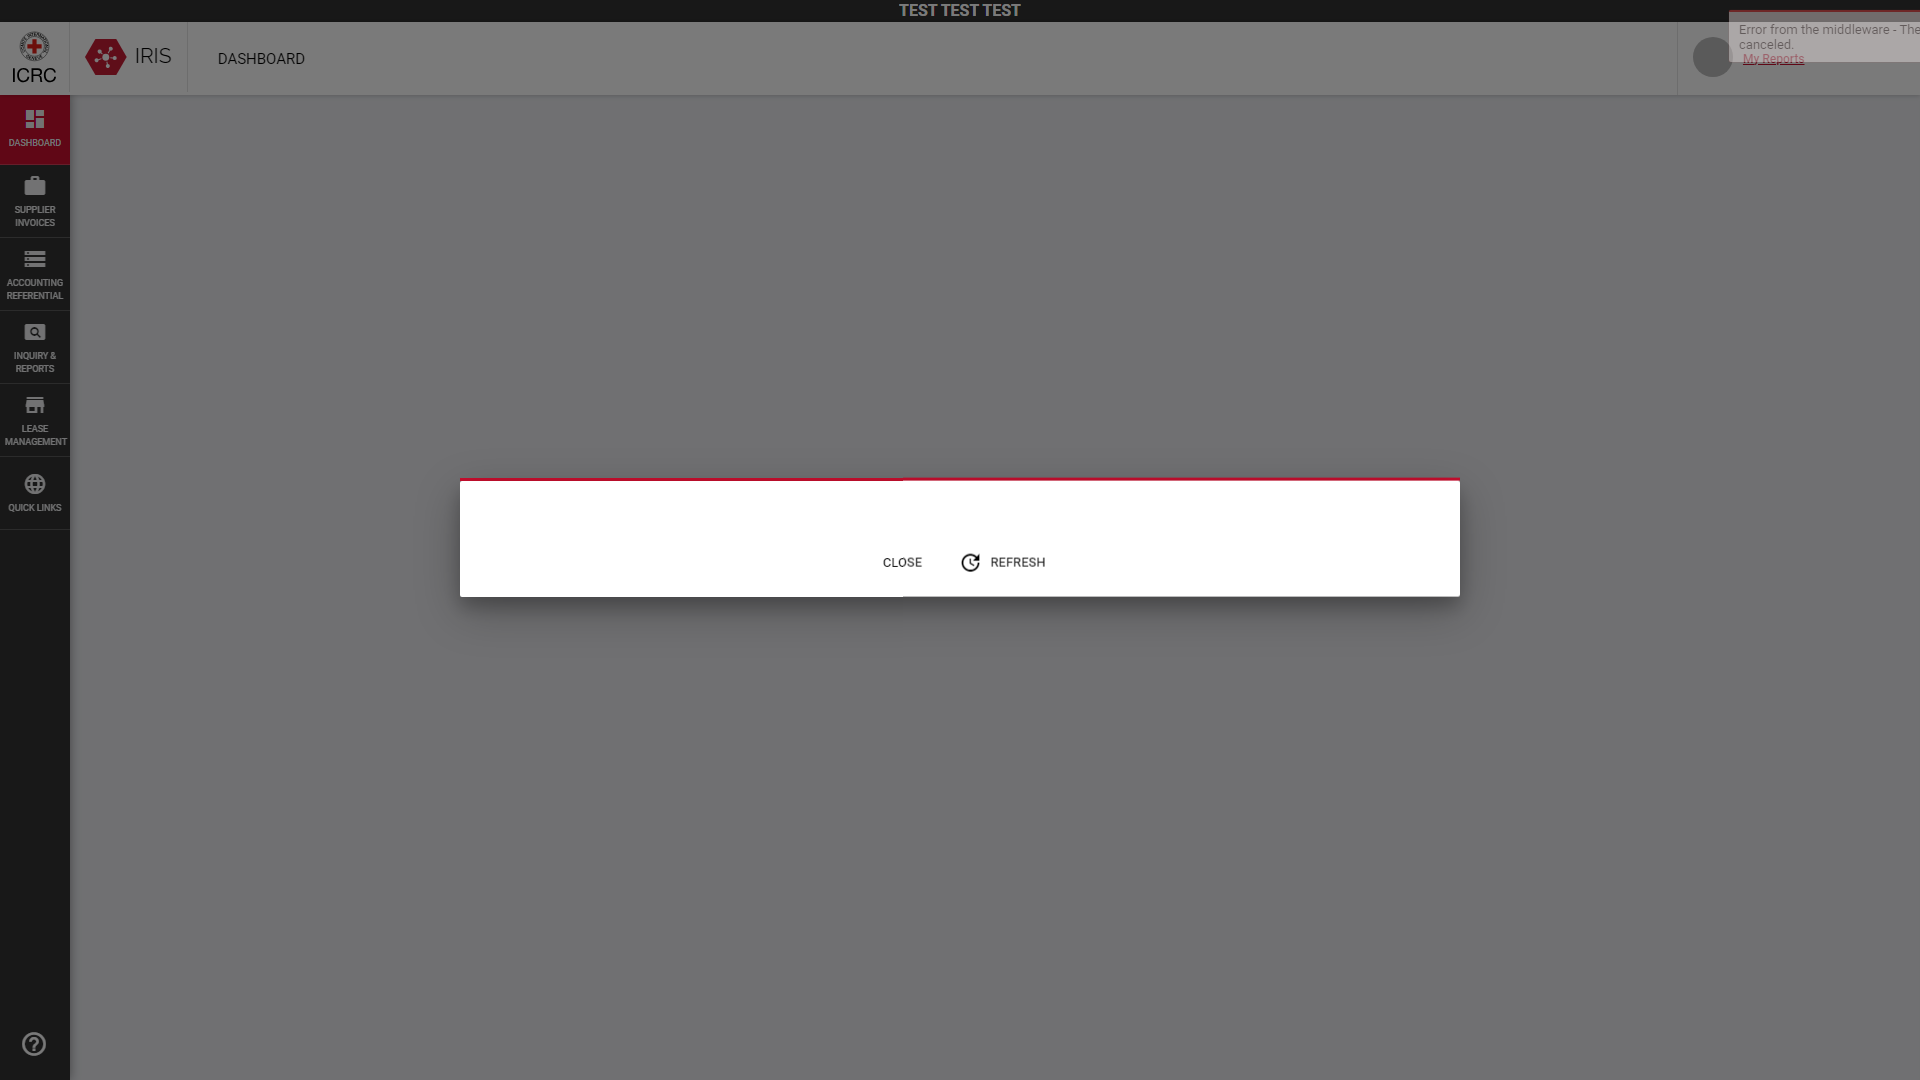 TEST TEST TEST
ICRC
IRIS
DASHBOARD
Error from the middleware - The
canceled.
My Reports
DASHBOARD
SUPPLIER
INVOICES
ACCOUNTING
REFERENTIAL
INQUIRY &
REPORTS
LEASE
MANAGEMENT
QUICK LINKS
CLOSE
REFRESH